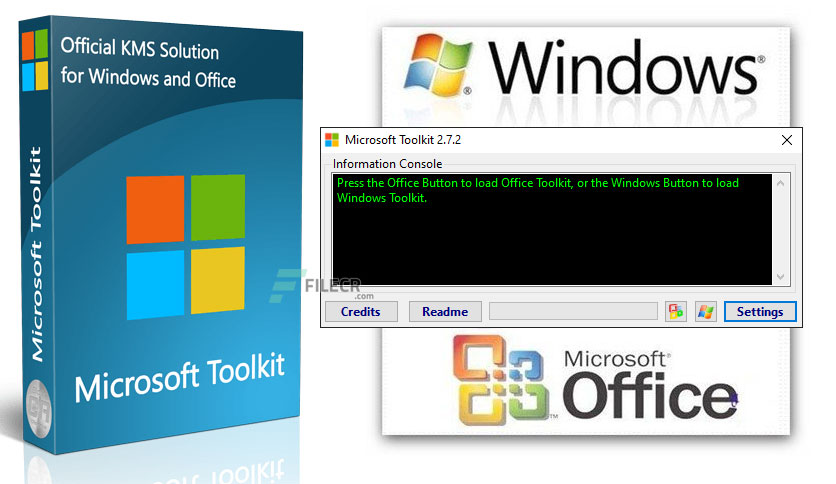 Official KMS Solution
for Windows and Office
Microsoft Toolkit
Microsoft Toolkit
Windows®
Microsoft Toolkit 2.7.2
Information Console
Press the Office Button to load Office Toolkit, or the Windows Button to load
Windows Toolkit.
FILECR
.com
Credits
Readme
Settings
Microsoft®
Office